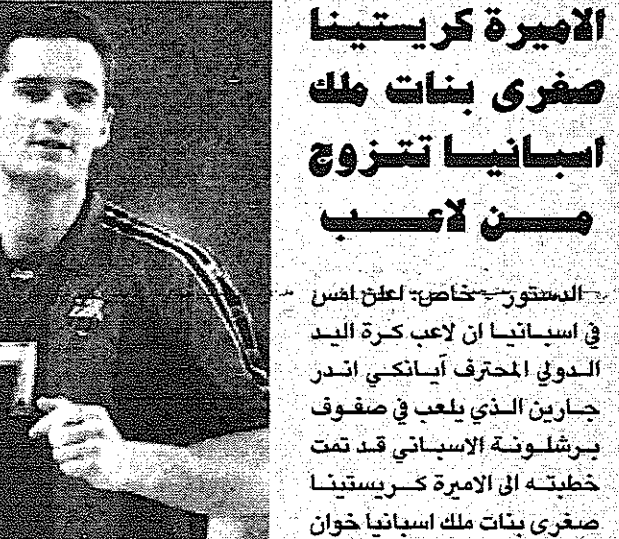 الاميرة كريستينا
صغرى بنات ملك
اسبانيا تتزوج
من لاعب
الدستور - خاص: اعلن امس
في اسبانيا ان لاعب كرة اليد
الدولي المحترف آيانكي اندر
جارين الذي يلعب في صفوف
برشلونة الاسباني قد تمت
خطبته الى الاميرة كريستينا
صغرى بنات ملك اسبانيا خوان